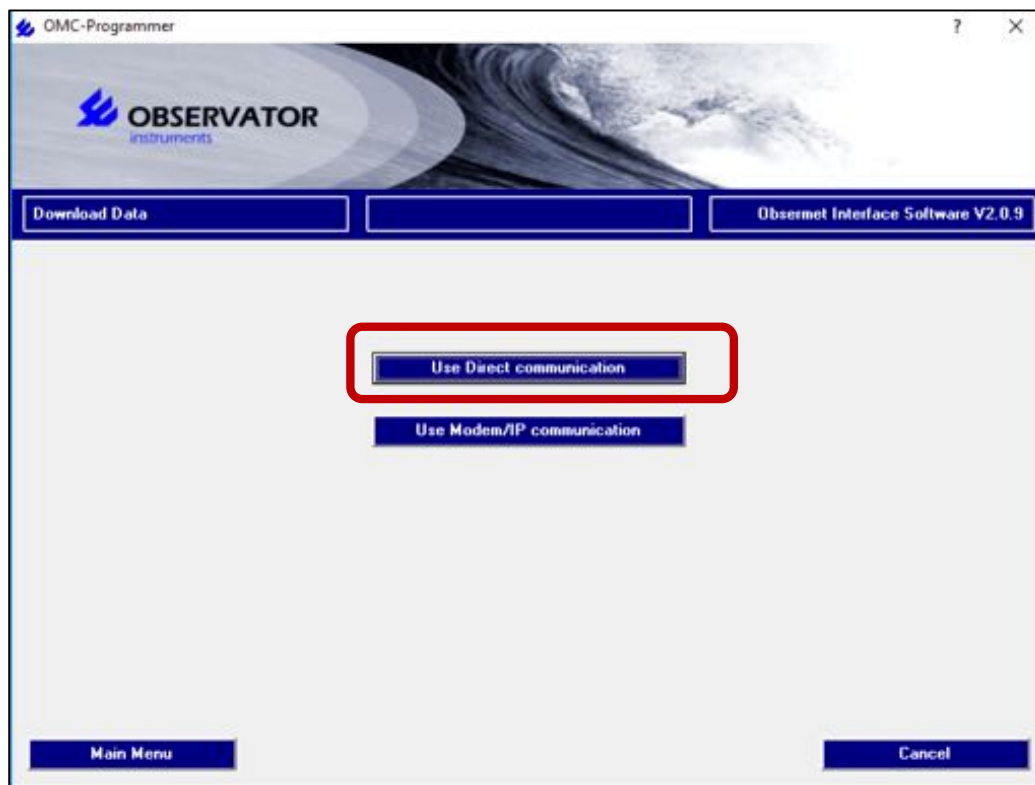 OMC-Programmer
?
OBSERVATOR
instruments
Download Data
Obsermet Interface Software V2.0.9
Use Direct communication
Use Modem/IP communication
Main Menu
Cancel